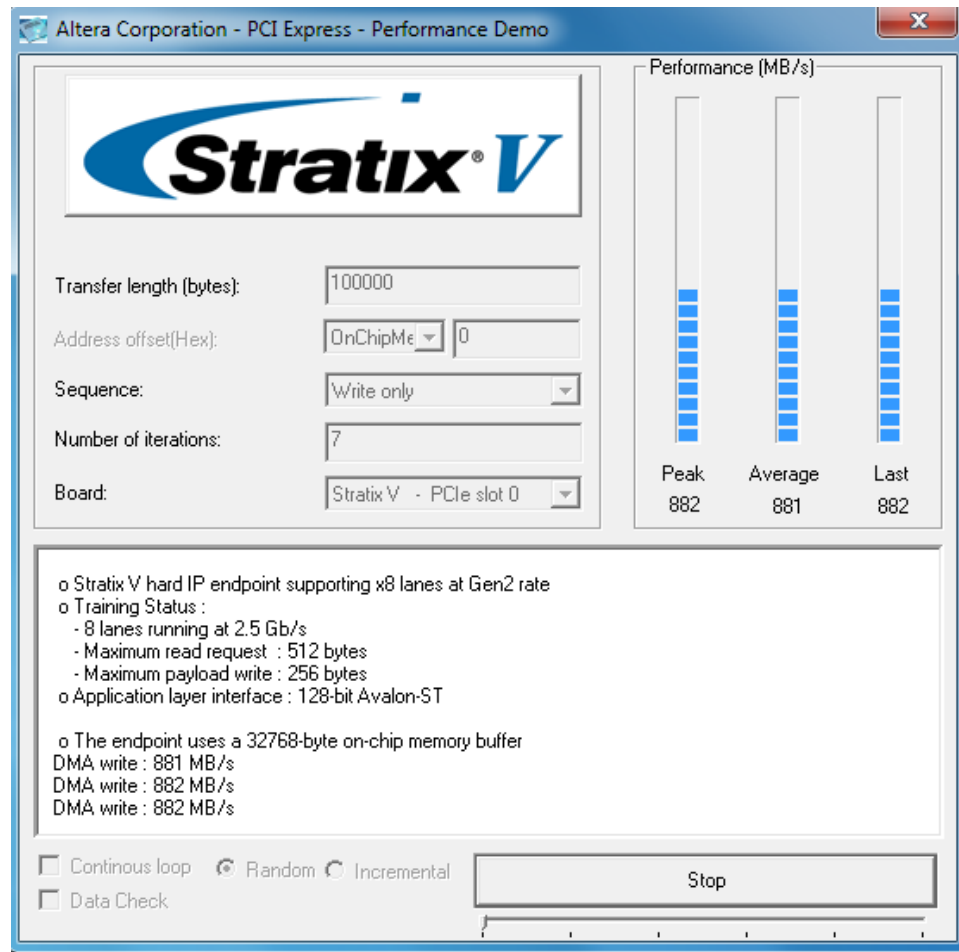 Altera Corporation - PCI Express - Performance Demo
Stratix® V
Performance (MB/s)
Transfer length (bytes): 100000
Address offset(Hex): OnChipMe 0
Sequence: Write only
Number of iterations: 7
Board: Stratix V - PCIe slot 0
Peak Average Last
882 881 882
o Stratix V hard IP endpoint supporting x8 lanes at Gen2 rate
o Training Status :
- 8 lanes running at 2.5 Gb/s
- Maximum read request : 512 bytes
- Maximum payload write : 256 bytes
o Application layer interface : 128-bit Avalon-ST
o The endpoint uses a 32768-byte on-chip memory buffer
DMA write : 881 MB/s
DMA write : 882 MB/s
DMA write : 882 MB/s
Continous loop Random Incremental
Data Check
Stop